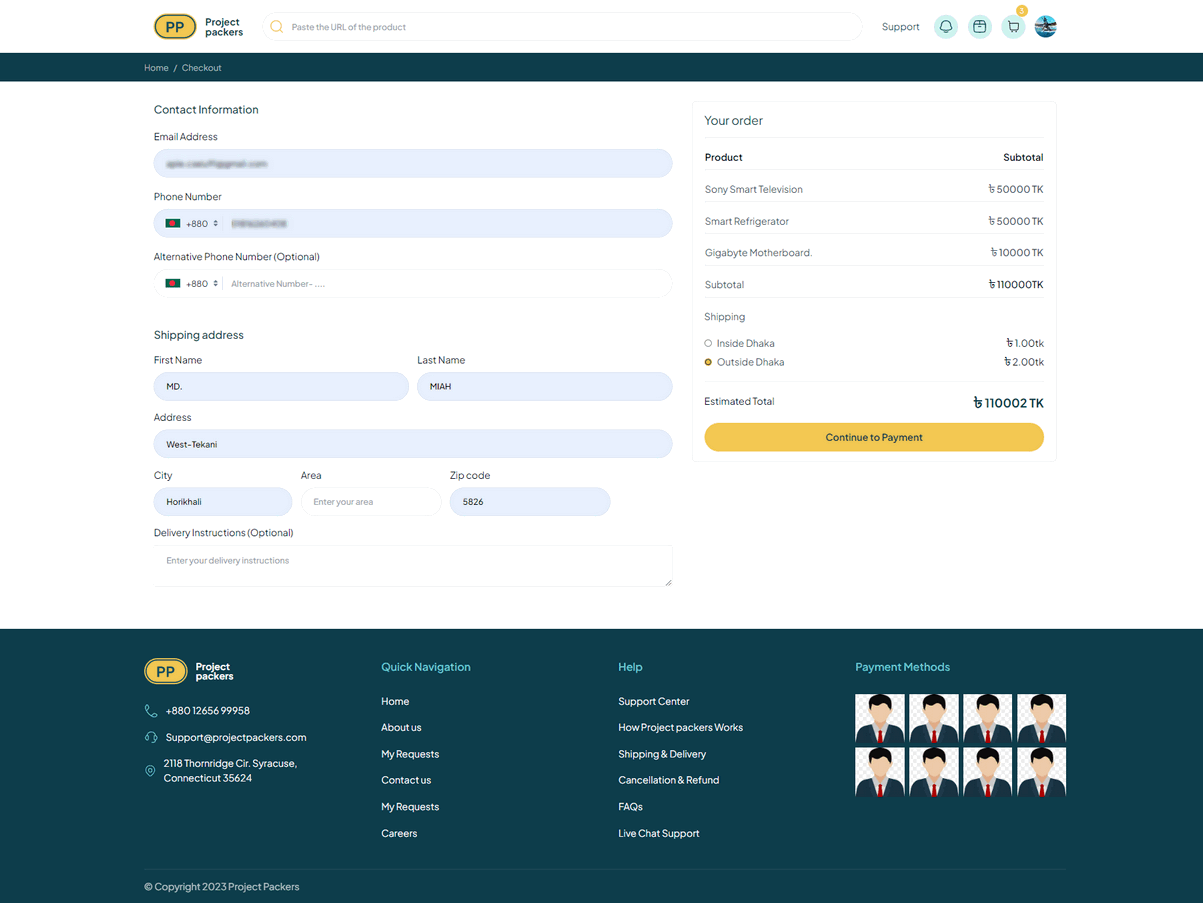 PP
Project
packers
Paste the URL of the product
Support
3
Home / Checkout
Contact Information
Email Address
Phone Number
+880
Alternative Phone Number (Optional)
+880 Alternative Number- ....
Shipping address
First Name Last Name
MD. MIAH
Address
West-Tekani
City Area Zip code
Horikhali Enter your area 5826
Delivery Instructions (Optional)
Enter your delivery instructions
Your order
Product Subtotal
Sony Smart Television ৳ 50000 TK
Smart Refrigerator ৳ 50000 TK
Gigabyte Motherboard. ৳ 10000 TK
Subtotal ৳ 110000TK
Shipping
Inside Dhaka ৳ 1.00tk
Outside Dhaka ৳ 2.00tk
Estimated Total ৳ 110002 TK
Continue to Payment
PP
Project
packers
+880 12656 99958
Support@projectpackers.com
2118 Thornridge Cir. Syracuse,
Connecticut 35624
Quick Navigation
Home
About us
My Requests
Contact us
My Requests
Careers
Help
Support Center
How Project packers Works
Shipping & Delivery
Cancellation & Refund
FAQs
Live Chat Support
Payment Methods
© Copyright 2023 Project Packers